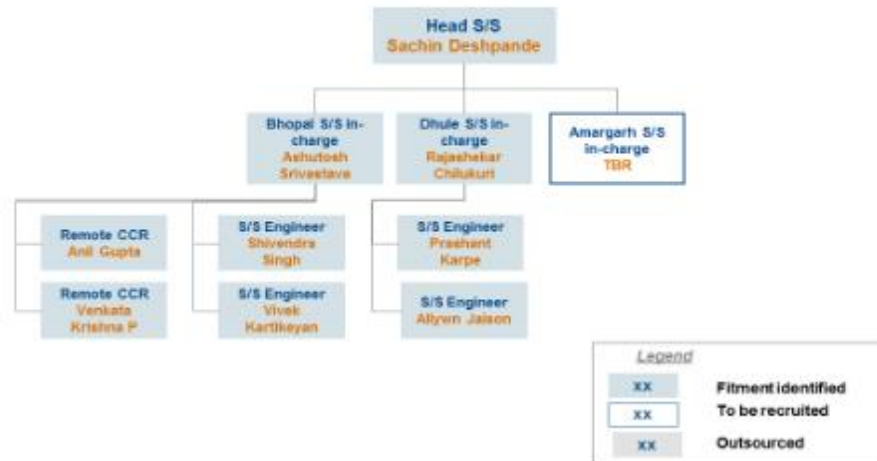 Head S/S
Sachin Deshpande
Bhopal S/S in-
charge
Ashutosh
Srivastava
Dhule S/S in-
charge
Rajashekar
Chilukuri
Amargarh S/S
in-charge
TBR
Remote CCR
Anil Gupta
S/S Engineer
Shivendra
Singh
S/S Engineer
Prashant
Karpe
Remote CCR
Venkata
Krishna P
S/S Engineer
Vivek
Kartikeyan
S/S Engineer
Allywn Jaison
Legend
XX Fitment identified
XX To be recruited
XX Outsourced